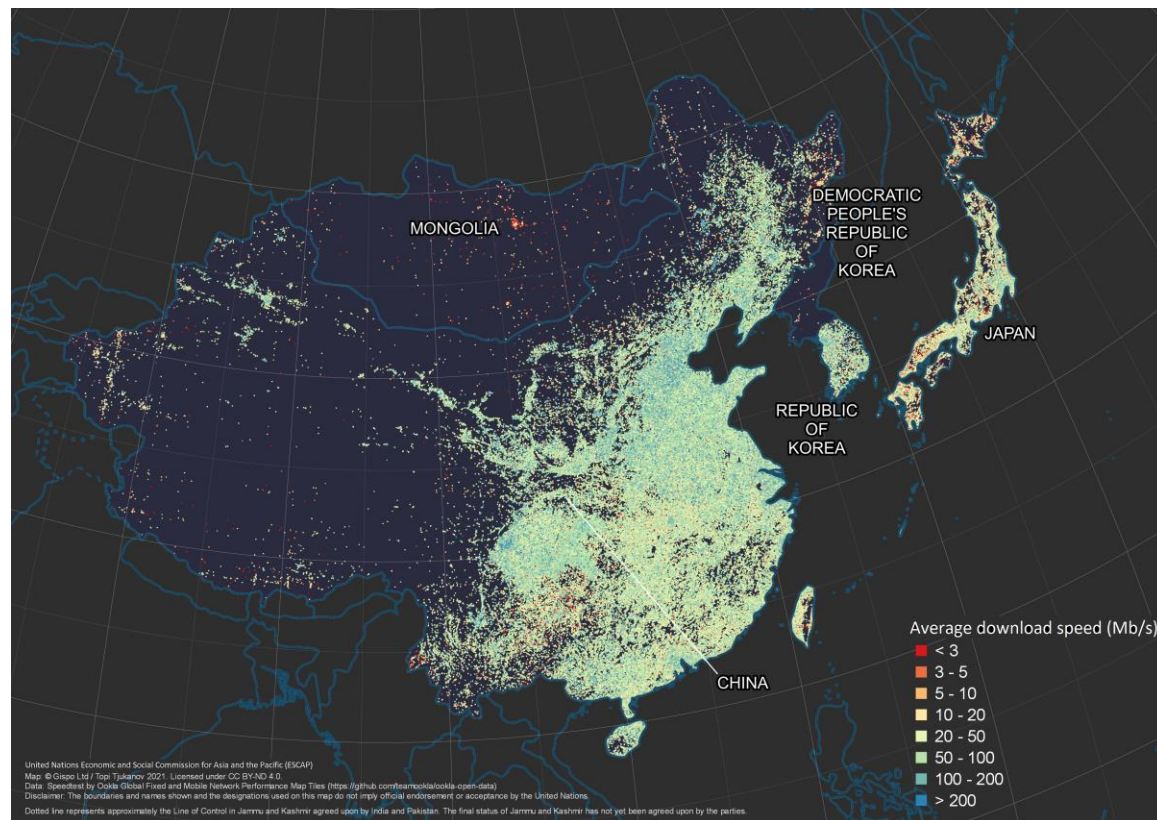 MONGOLIA
DEMOCRATIC
PEOPLE'S
REPUBLIC
OF
KOREA
JAPAN
REPUBLIC
OF
KOREA
CHINA
Average download speed (Mb/s)
< 3
3 - 5
5 - 10
10 - 20
20 - 50
50 - 100
100 - 200
> 200
United Nations Economic and Social Commission for Asia and the Pacific (ESCAP)
Map: © Gispo Ltd / Topi Tjukanov 2021. Licensed under CC BY-ND 4.0.
Data: Speedtest by Ookla Global Fixed and Mobile Network Performance Map Tiles (https://github.com/teamookla/ookla-open-data)
Disclaimer: The boundaries and names shown and the designations used on this map do not imply official endorsement or acceptance by the United Nations.
Dotted line represents approximately the Line of Control in Jammu and Kashmir agreed upon by India and Pakistan. The final status of Jammu and Kashmir has not yet been agreed upon by the parties.